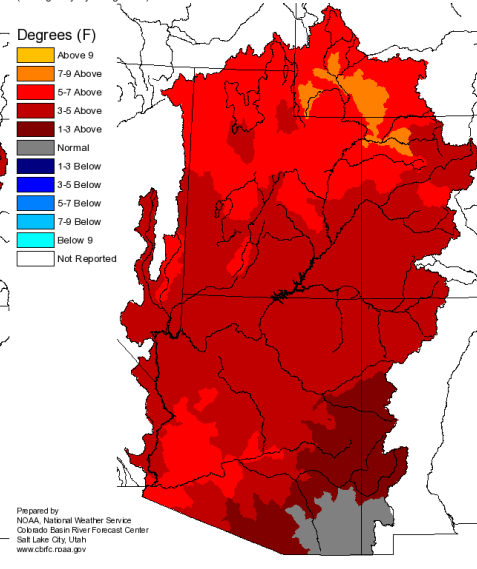 Degrees (F)
Above 9
7-9 Above
5-7 Above
3-5 Above
1-3 Above
Normal
1-3 Below
3-5 Below
5-7 Below
7-9 Below
Below 9
Not Reported
Prepared by
NOAA, National Weather Service
Colorado Basin River Forecast Center
Salt Lake City, Utah
www.cbrfc.noaa.gov